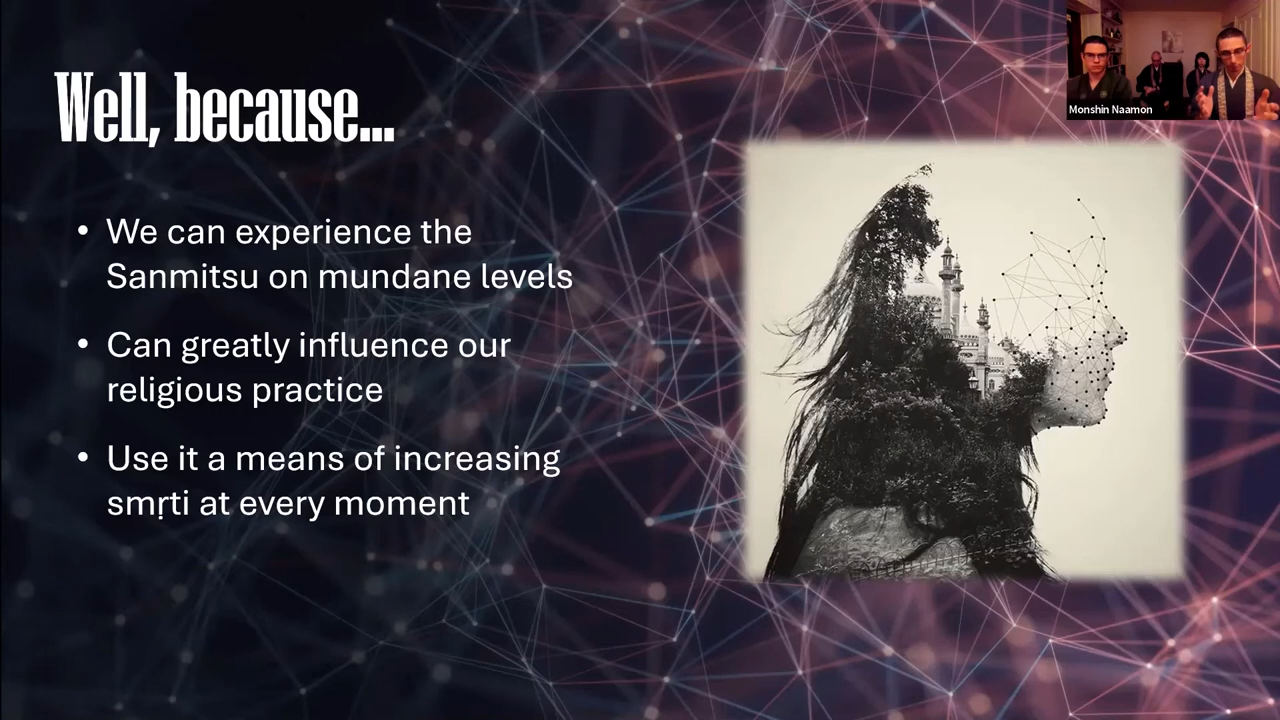 Well, because...
• We can experience the
Sanmitsu on mundane levels
• Can greatly influence our
religious practice
• Use it a means of increasing
smṛti at every moment
Monshin Naamon